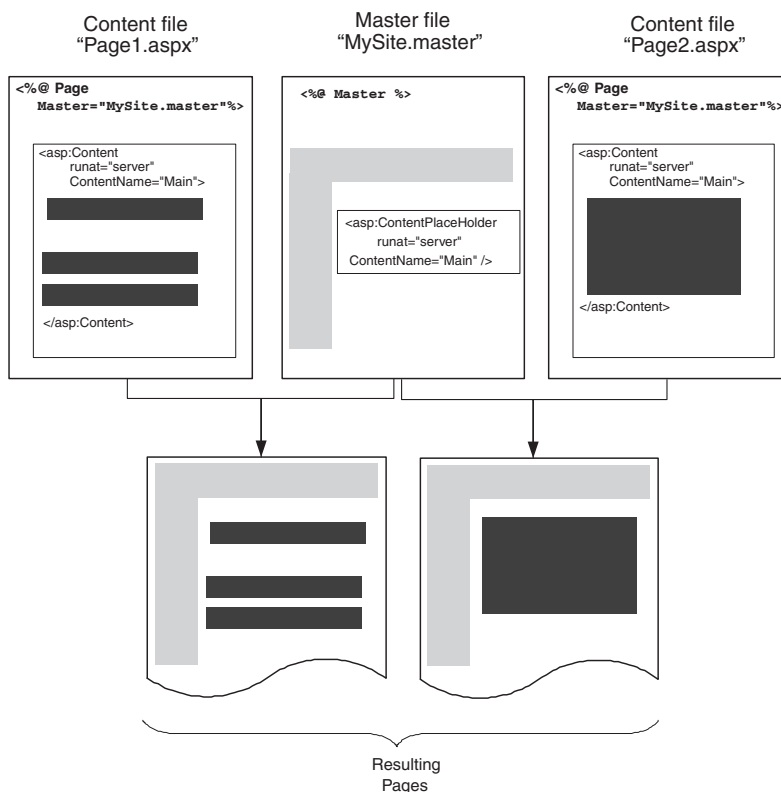 Content file
“Page1.aspx”
Master file
“MySite.master”
Content file
“Page2.aspx”
<%@ Page
Master="MySite.master"%>
<asp:Content
runat="server"
ContentName="Main">
</asp:Content>
<%@ Master %>
<asp:ContentPlaceHolder
runat="server"
ContentName="Main" />
<%@ Page
Master="MySite.master"%>
<asp:Content
runat="server"
ContentName="Main">
</asp:Content>
Resulting
Pages